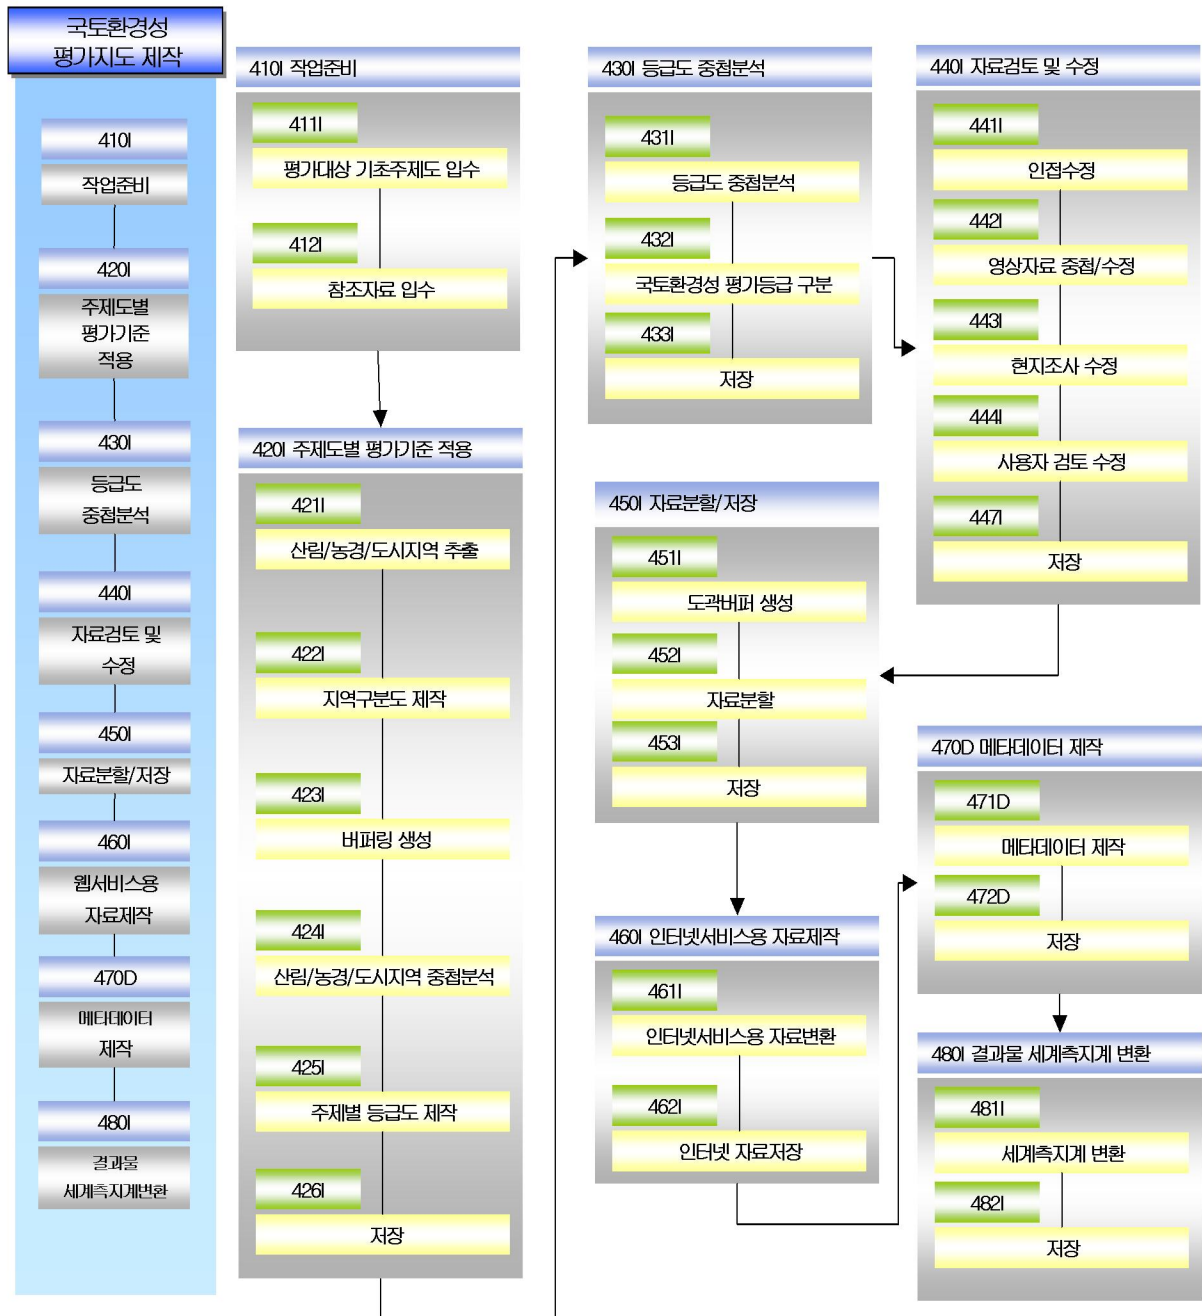 국토환경성
평가지도 제작
410I
작업준비
420I
주제도별
평가기준
적용
430I
등급도
중첩분석
440I
자료검토 및
수정
450I
자료분할/저장
460I
웹서비스용
자료제작
470D
메타데이터
제작
480I
결과물
세계측지계변환
410I 작업준비
411I
평가대상 기초주제도 입수
412I
참조자료 입수
420I 주제도별 평가기준 적용
421I
산림/농경/도시지역 추출
422I
지역구분도 제작
423I
버퍼링 생성
424I
산림/농경/도시지역 중첩분석
425I
주제별 등급도 제작
426I
저장
430I 등급도 중첩분석
431I
등급도 중첩분석
432I
국토환경성 평가등급 구분
433I
저장
440I 자료검토 및 수정
441I
인접수정
442I
영상자료 중첩/수정
443I
현지조사 수정
444I
사용자 검토 수정
447I
저장
450I 자료분할/저장
451I
도곽버퍼 생성
452I
자료분할
453I
저장
460I 인터넷서비스용 자료제작
461I
인터넷서비스용 자료변환
462I
인터넷 자료저장
470D 메타데이터 제작
471D
메타데이터 제작
472D
저장
480I 결과물 세계측지계 변환
481I
세계측지계 변환
482I
저장